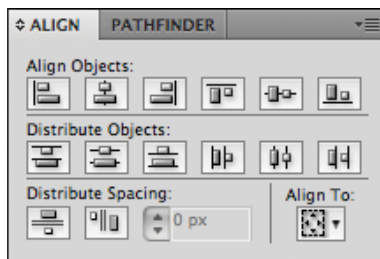 ALIGN PATHFINDER
Align Objects:
Distribute Objects:
Distribute Spacing: Align To:
0 px